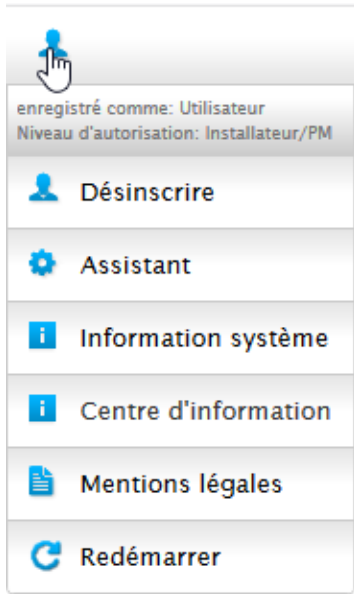 enregistré comme: Utilisateur
Niveau d'autorisation: Installateur/PM
Désinscrire
Assistant
Information système
Centre d'information
Mentions légales
Redémarrer